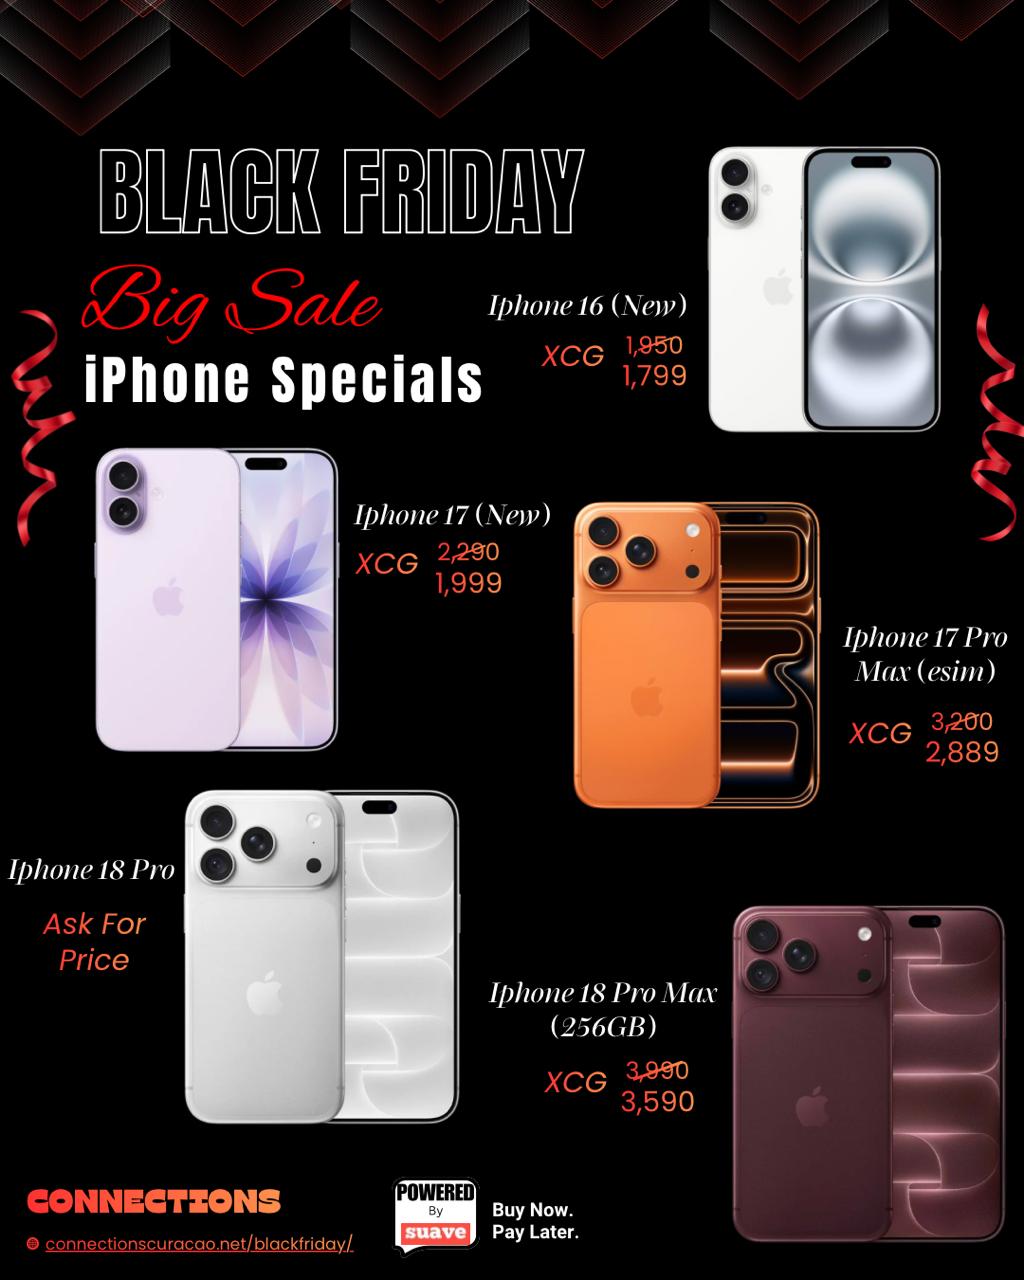 BLACK FRIDAY
Big Sale
iPhone Specials
Iphone 16 (New)
XCG 1,950
1,799
Iphone 17 (New)
XCG 2,290
1,999
Iphone 17 Pro
Max (esim)
XCG 3,200
2,889
Iphone 18 Pro
Ask For
Price
Iphone 18 Pro Max
(256GB)
XCG 3,990
3,590
CONNECTIONS
connectionscuracao.net/blackfriday/
POWERED
By
suave
Buy Now.
Pay Later.